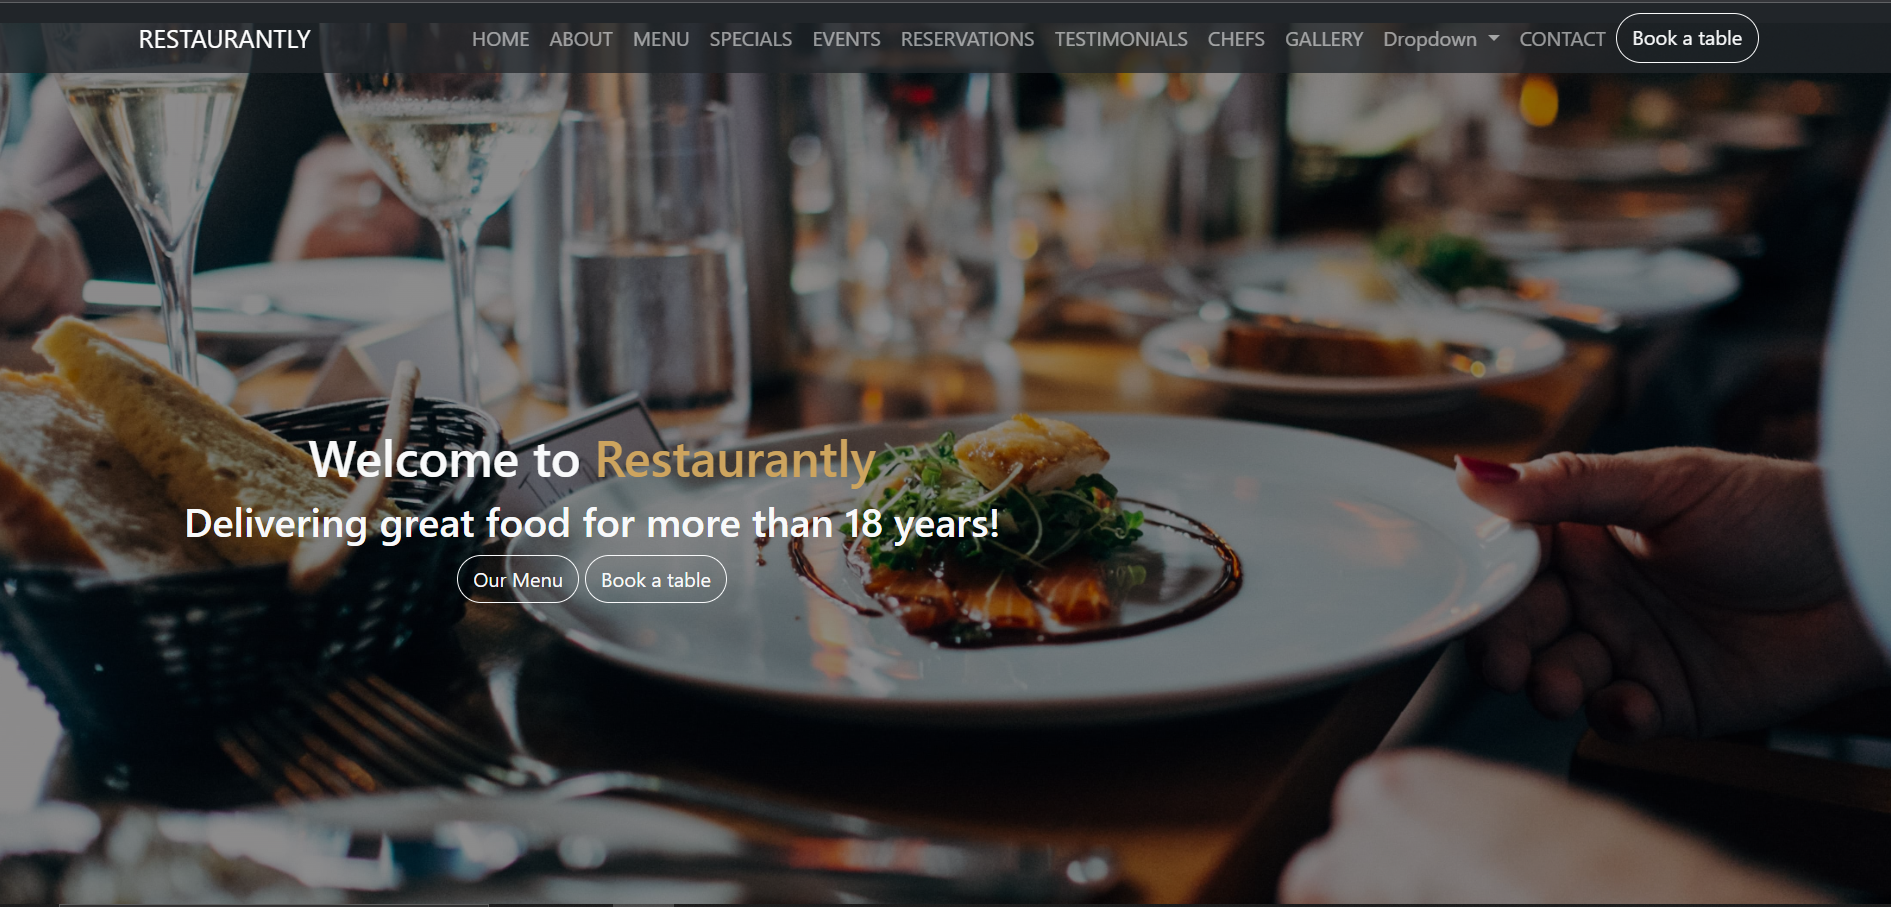 RESTAURANTLY HOME ABOUT MENU SPECIALS EVENTS RESERVATIONS TESTIMONIALS CHEFS GALLERY Dropdown CONTACT Book a table
Welcome to Restaurantly
Delivering great food for more than 18 years!
Our Menu Book a table